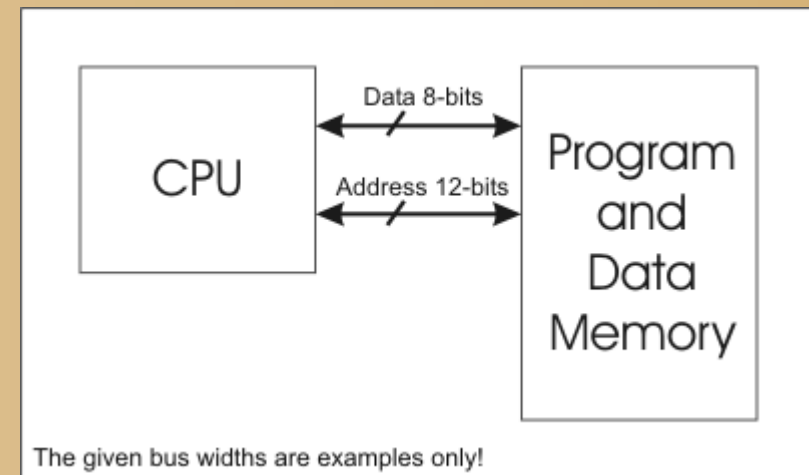 CPU
Data 8-bits
Address 12-bits
Program
and
Data
Memory
The given bus widths are examples only!